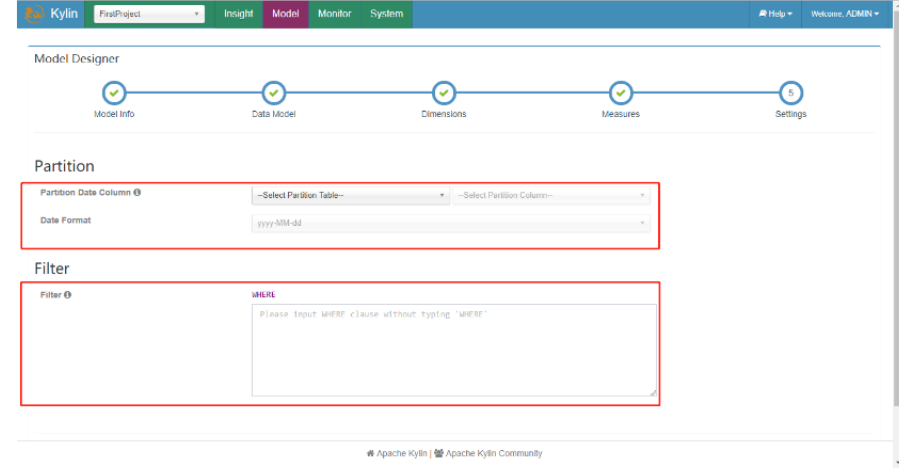 Kylin FirstProject Insight Model Monitor System Help Welcome, ADMIN
Model Designer
5
Model Info Data Model Dimensions Measures Settings
Partition
Partition Date Column --Select Partition Table-- --Select Partition Column--
Date Format yyyy-MM-dd
Filter
Filter WHERE
Please input WHERE clause without typing 'WHERE'
Apache Kylin | Apache Kylin Community